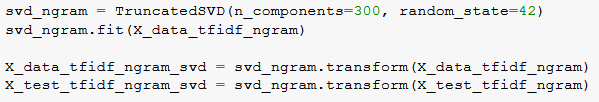 svd_ngram = TruncatedSVD(n_components=300, random_state=42)
svd_ngram.fit(X_data_tfidf_ngram)
X_data_tfidf_ngram_svd = svd_ngram.transform(X_data_tfidf_ngram)
X_test_tfidf_ngram_svd = svd_ngram.transform(X_test_tfidf_ngram)